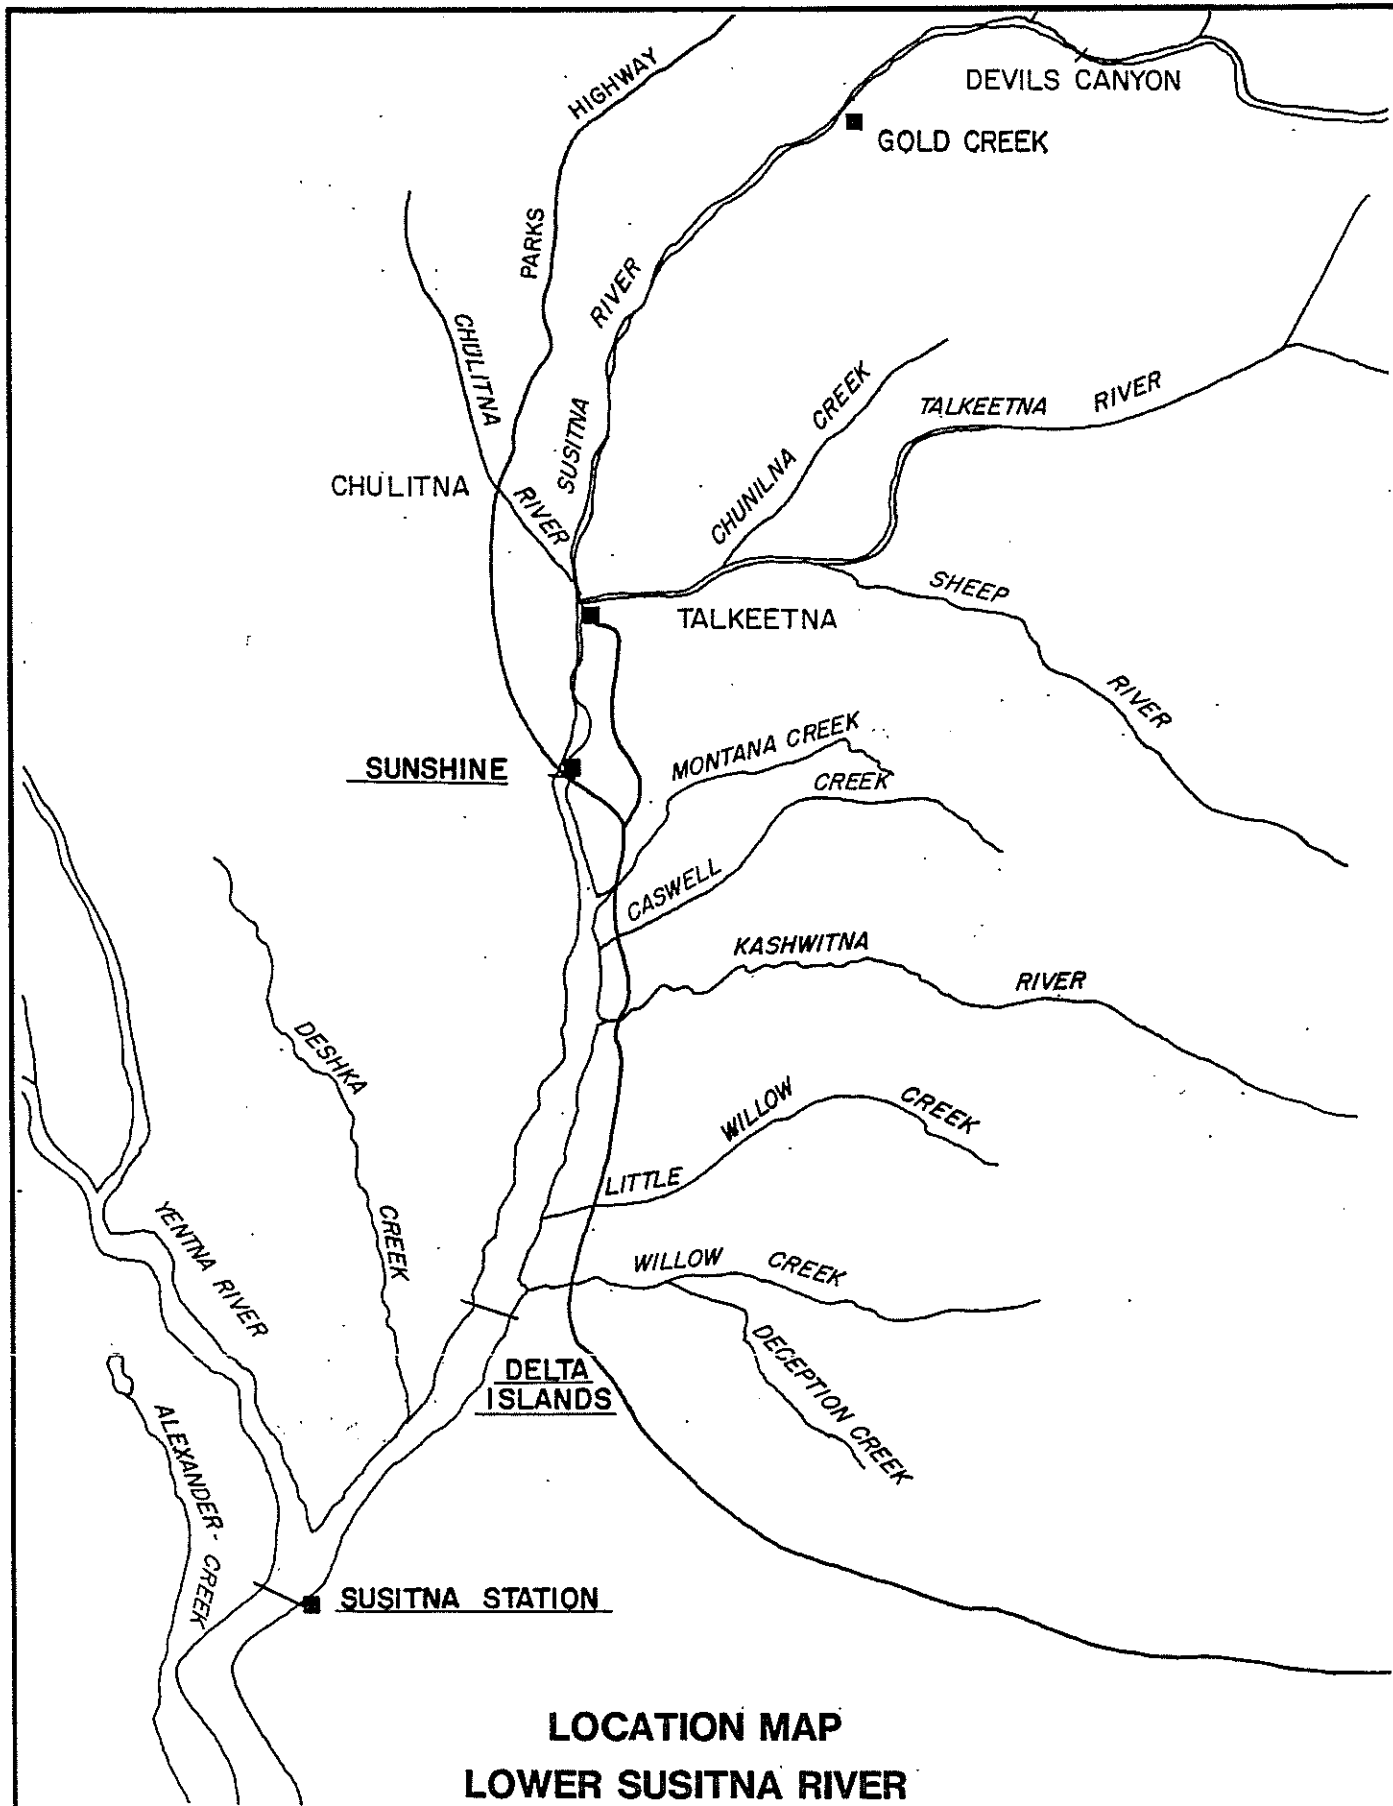 HIGHWAY
DEVILS CANYON
GOLD CREEK
PARKS
RIVER
CHULITNA
SUSITNA
CREEK
TALKEETNA RIVER
CHULITNA
RIVER
CHUNILNA
SHEEP
TALKEETNA
RIVER
MONTANA CREEK
SUNSHINE
CREEK
CASWELL
KASHWITNA
RIVER
DESHKA
WILLOW
CREEK
LITTLE
YENTNA RIVER
CREEK
WILLOW CREEK
DECEPTION CREEK
DELTA
ISLANDS
ALEXANDER-CREEK
SUSITNA STATION
LOCATION MAP
LOWER SUSITNA RIVER